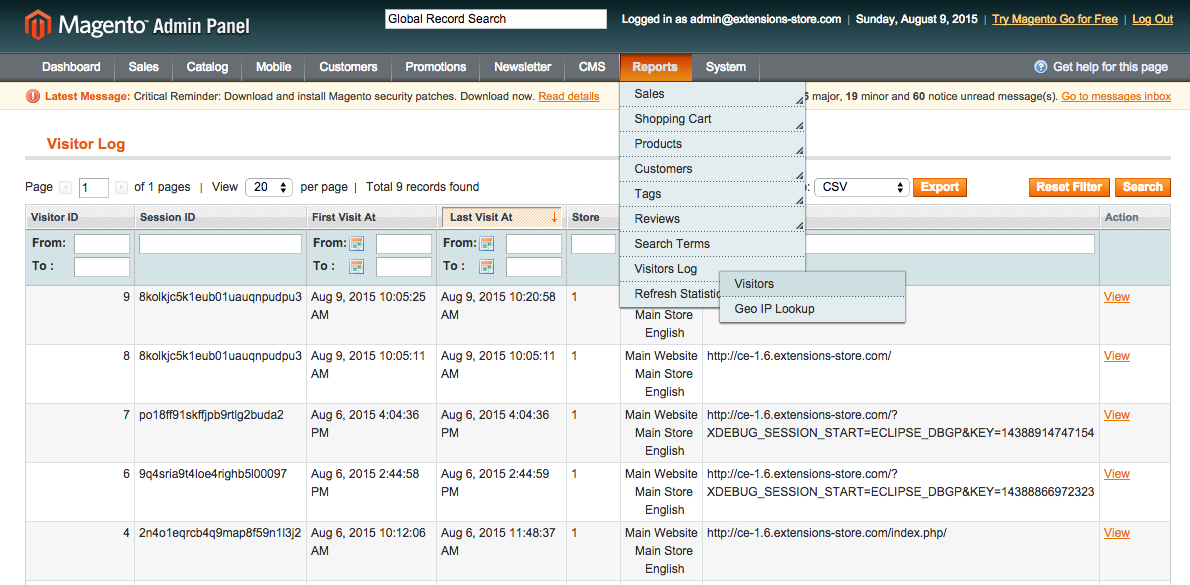 Magento™ Admin Panel
Global Record Search
Logged in as admin@extensions-store.com | Sunday, August 9, 2015 | Try Magento Go for Free | Log Out
Dashboard Sales Catalog Mobile Customers Promotions Newsletter CMS Reports System
Get help for this page
Latest Message: Critical Reminder: Download and install Magento security patches. Download now. Read details
major, 19 minor and 60 notice unread message(s). Go to messages inbox
Sales
Shopping Cart
Products
Customers
Tags
Reviews
Search Terms
Visitors Log
Refresh Statistic
Visitors
Geo IP Lookup
Visitor Log
Page 1 of 1 pages | View 20 per page | Total 9 records found
: CSV Export Reset Filter Search
Visitor ID Session ID First Visit At Last Visit At Store Action
From: From: From:
To : To : To :
9 8kolkjc5k1eub01uauqnpudpu3 Aug 9, 2015 10:05:25 Aug 9, 2015 10:20:58 1 View
AM AM Main Store
English
8 8kolkjc5k1eub01uauqnpudpu3 Aug 9, 2015 10:05:11 Aug 9, 2015 10:05:11 1 Main Website http://ce-1.6.extensions-store.com/ View
AM AM Main Store
English
7 po18ff91skffjpb9rtlg2buda2 Aug 6, 2015 4:04:36 Aug 6, 2015 4:04:36 1 Main Website http://ce-1.6.extensions-store.com/? View
PM PM Main Store XDEBUG_SESSION_START=ECLIPSE_DBGP&KEY=14388914747154
English
6 9q4sria9t4loe4righb5l00097 Aug 6, 2015 2:44:58 Aug 6, 2015 2:44:59 1 Main Website http://ce-1.6.extensions-store.com/? View
PM PM Main Store XDEBUG_SESSION_START=ECLIPSE_DBGP&KEY=14388866972323
English
4 2n4o1eqrcb4q9map8f59n1l3j2 Aug 6, 2015 10:12:06 Aug 6, 2015 11:48:37 1 Main Website http://ce-1.6.extensions-store.com/index.php/ View
AM AM Main Store
English